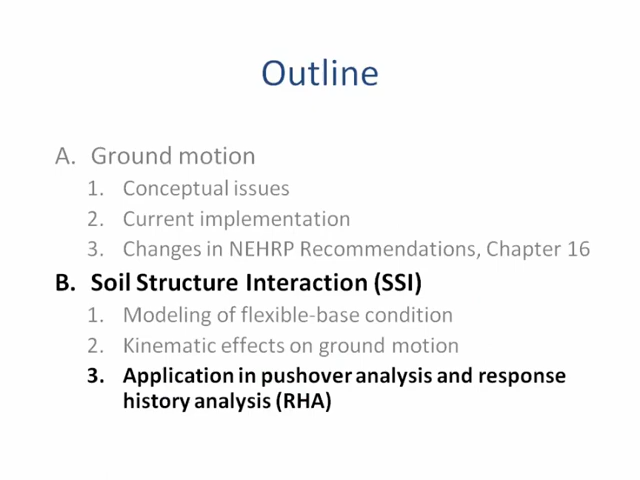 Outline
A. Ground motion
1. Conceptual issues
2. Current implementation
3. Changes in NEHRP Recommendations, Chapter 16
B. Soil Structure Interaction (SSI)
1. Modeling of flexible-base condition
2. Kinematic effects on ground motion
3. Application in pushover analysis and response
history analysis (RHA)